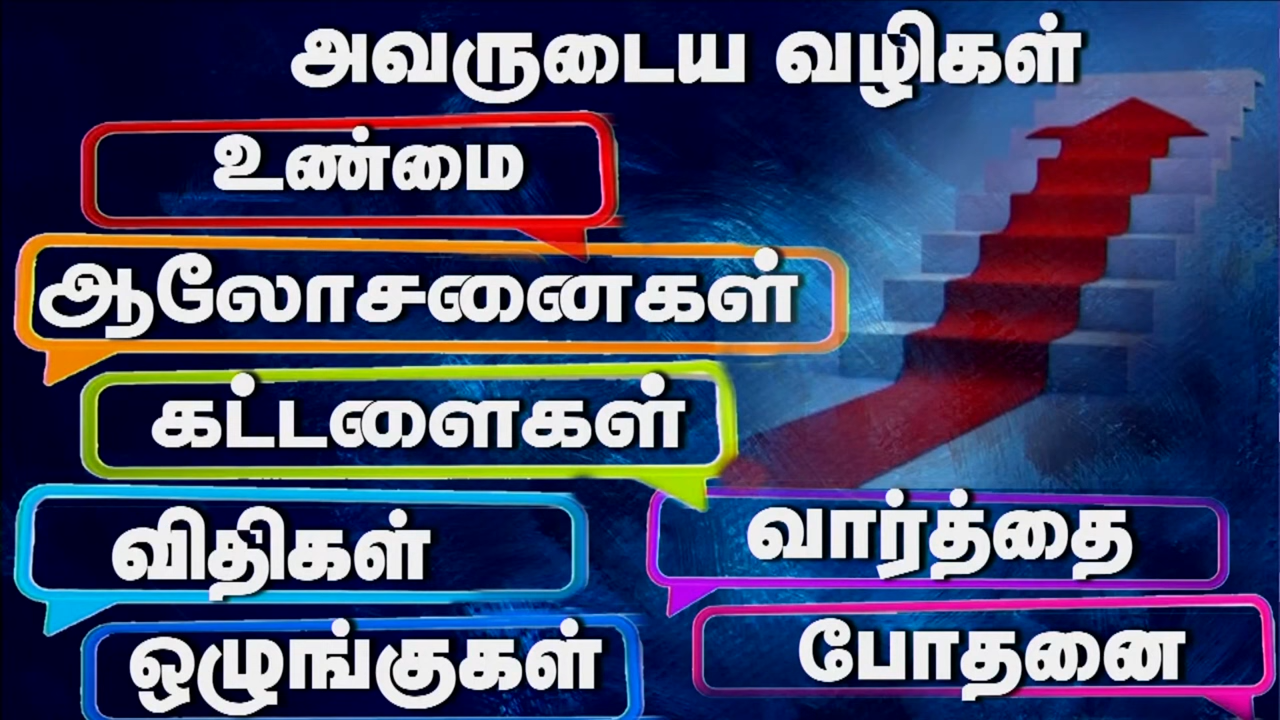 அவருடைய வழிகள்
உண்மை
ஆலோசனைகள்
கட்டளைகள்
விதிகள்
வார்த்தை
ஒழுங்குகள்
போதனை